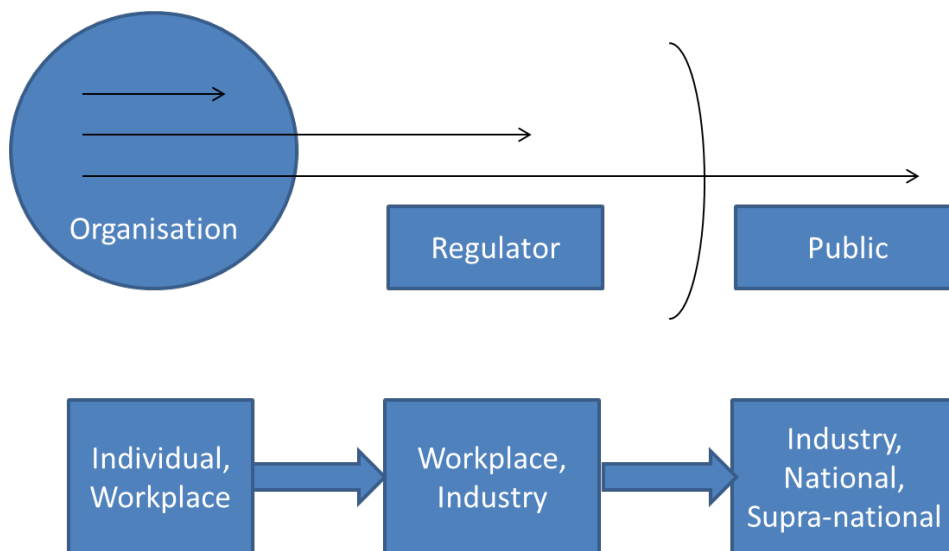 Organisation
Regulator
Public
Individual,
Workplace
Workplace,
Industry
Industry,
National,
Supra-national